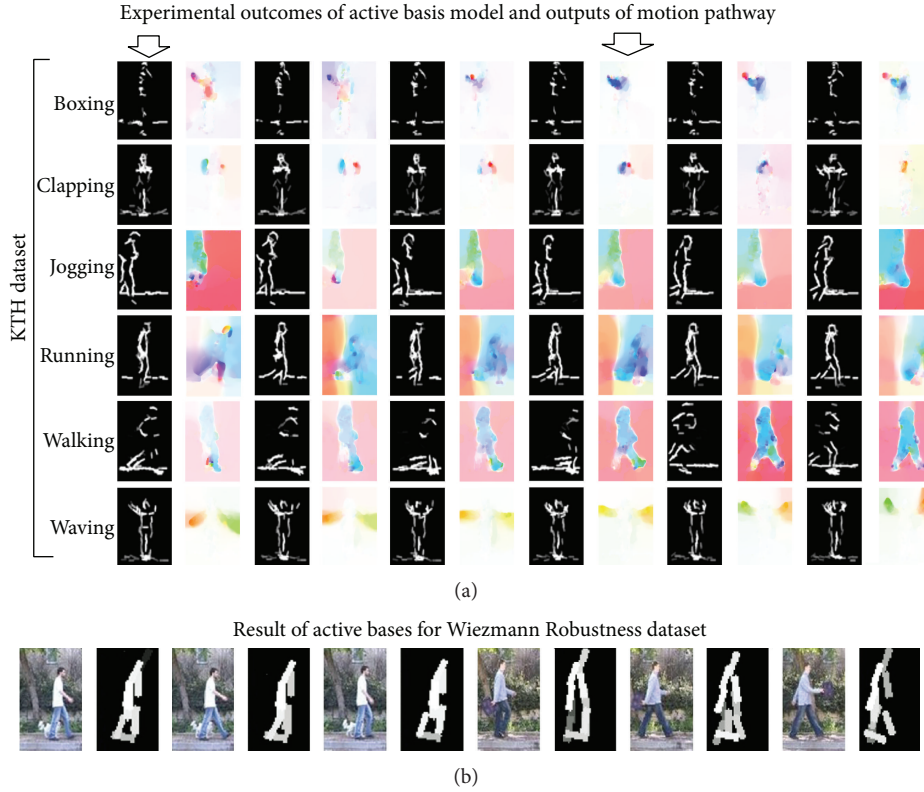 Experimental outcomes of active basis model and outputs of motion pathway
KTH dataset
Boxing
Clapping
Jogging
Running
Walking
Waving
(a)
Result of active bases for Wiezmann Robustness dataset
(b)